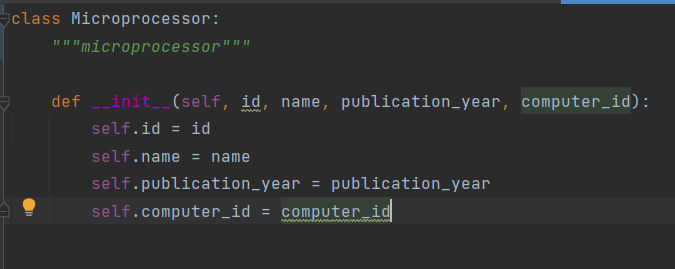 class Microprocessor:
    """microprocessor"""
    def __init__(self, id, name, publication_year, computer_id):
        self.id = id
        self.name = name
        self.publication_year = publication_year
        self.computer_id = computer_id